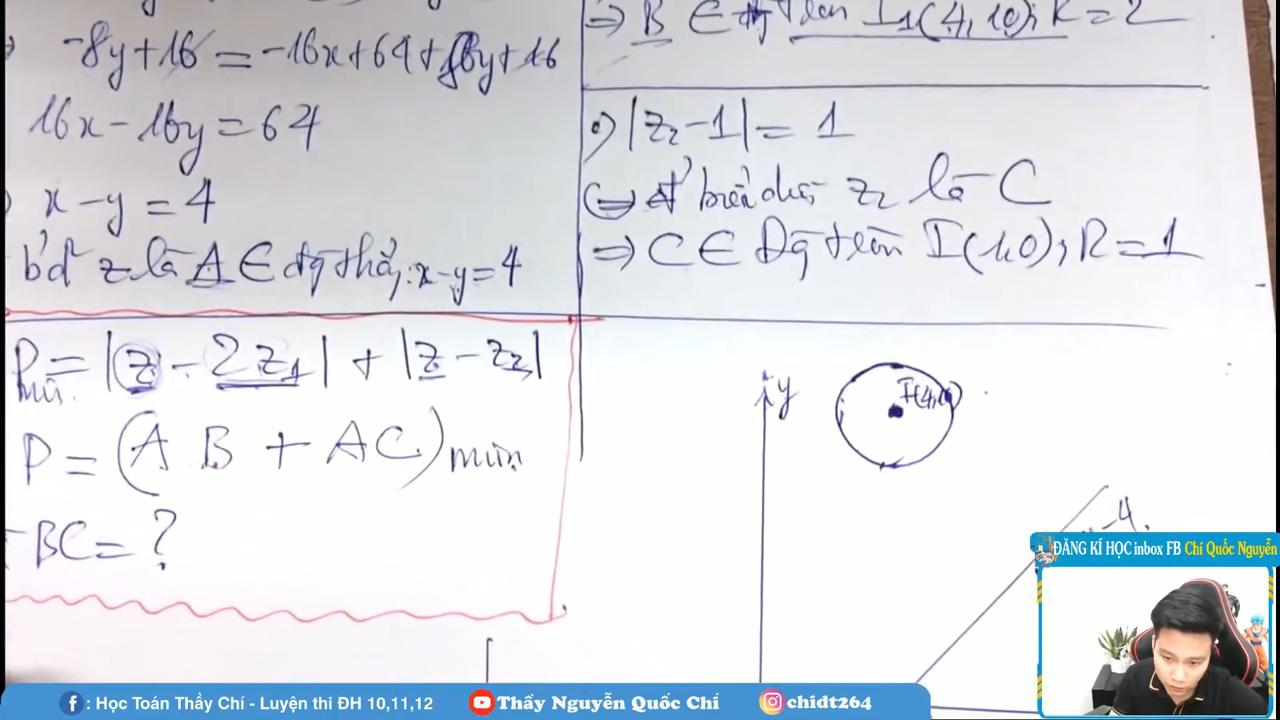 -8y+16 = -16x+64+8y+16
16x-16y=64
x-y=4
bd z là A ∈ đg thẳg: x-y=4
P min = |z - 2z₁| + |z - z₂|
P = (AB + AC) min
BC = ?
=> B ∈ đg tròn I₁(4,10); R=2
•) |z₂-1| = 1
biểu diễn z₂ là C
=> C ∈ Đg tròn I(1,0); R=1
y
I(4,10)
-4
ĐĂNG KÍ HỌC inbox FB Chí Quốc Nguyễn
: Học Toán Thầy Chí - Luyện thi ĐH 10,11,12
Thầy Nguyễn Quốc Chí
chidt264